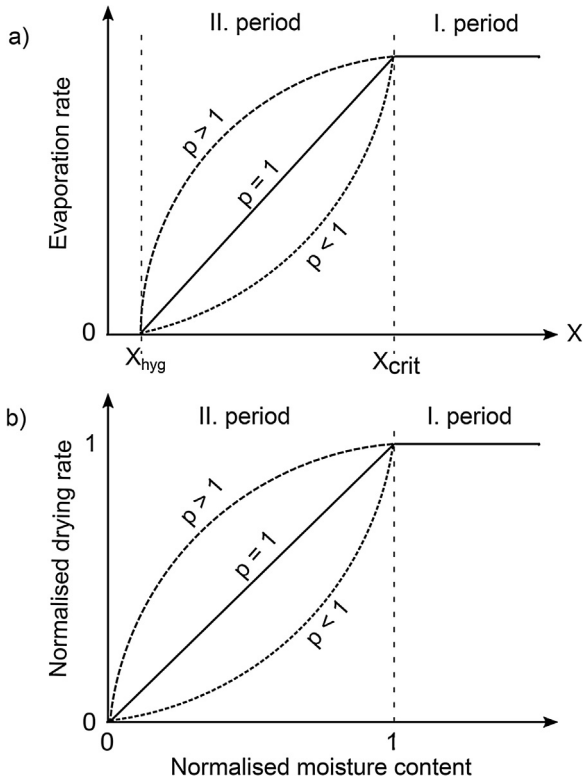 a)
II. period
I. period
Evaporation rate
p > 1
p = 1
p < 1
0
Xhyg
Xcrit
X
b)
II. period
I. period
1
Normalised drying rate
p > 1
p = 1
p < 1
0
0
1
Normalised moisture content